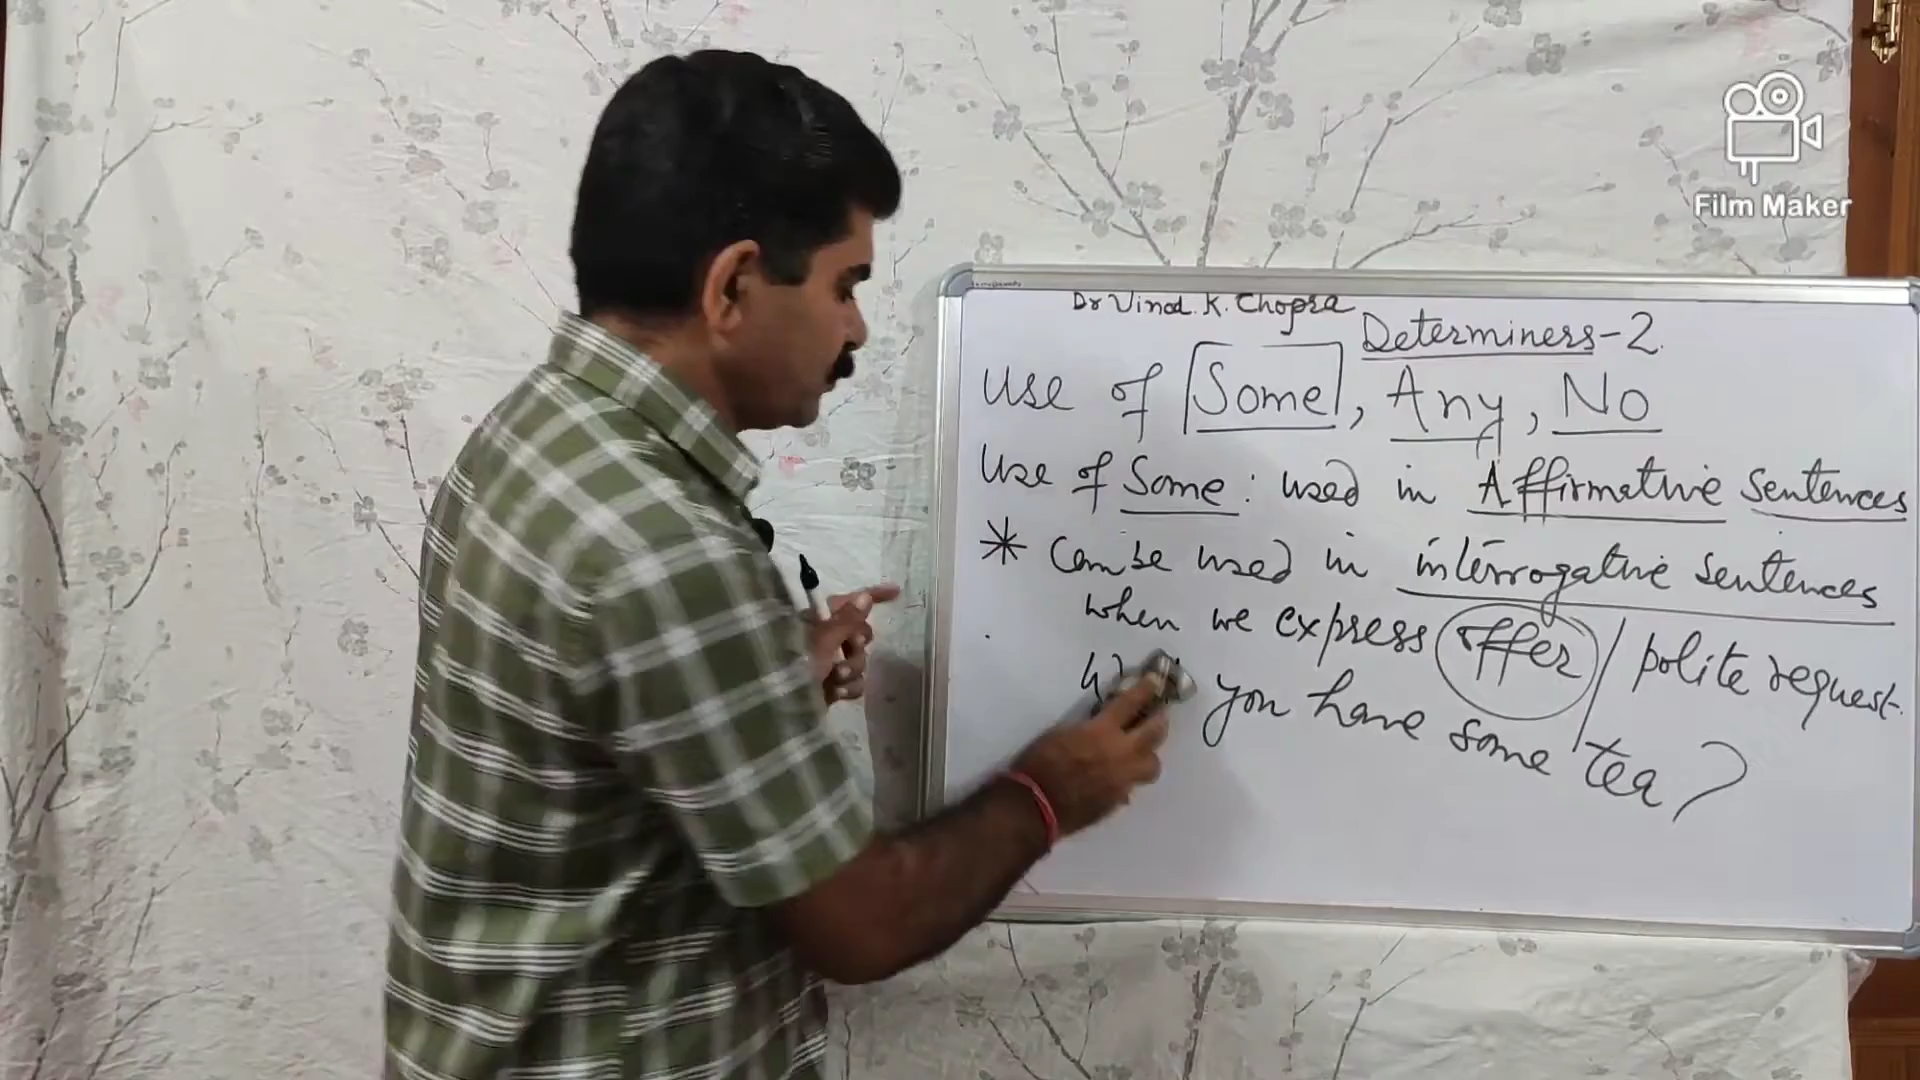 Film Maker
Dr Vinod. K. Chopra
Determiners-2.
Use of Some, Any, No
Use of Some: used in Affirmative Sentences
* Can be used in interrogative sentences
when we express offer / polite request.
you have some tea?